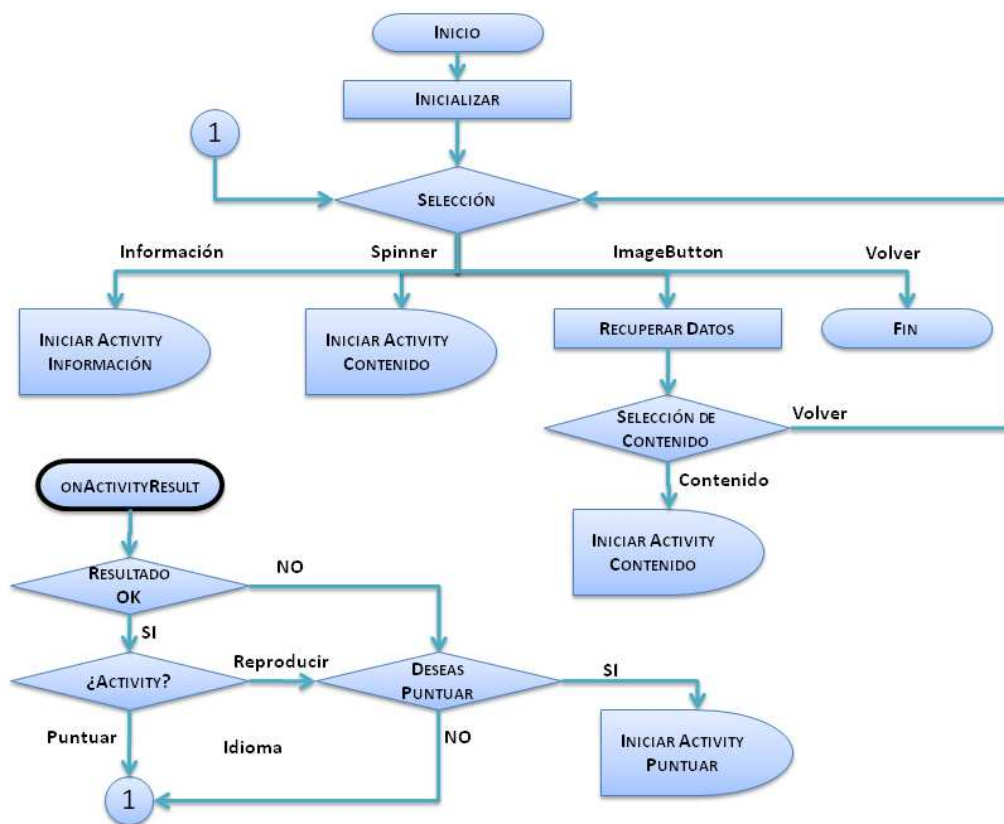 INICIO
INICIALIZAR
1
SELECCIÓN
Información
Spinner
ImageButton
Volver
INICIAR ACTIVITY
INFORMACIÓN
INICIAR ACTIVITY
CONTENIDO
RECUPERAR DATOS
FIN
SELECCIÓN DE
CONTENIDO
Volver
Contenido
INICIAR ACTIVITY
CONTENIDO
ONACTIVITYRESULT
RESULTADO
OK
NO
SI
¿ACTIVITY?
Reproducir
DESEAS
PUNTUAR
SI
Puntuar
Idioma
NO
INICIAR ACTIVITY
PUNTUAR
1